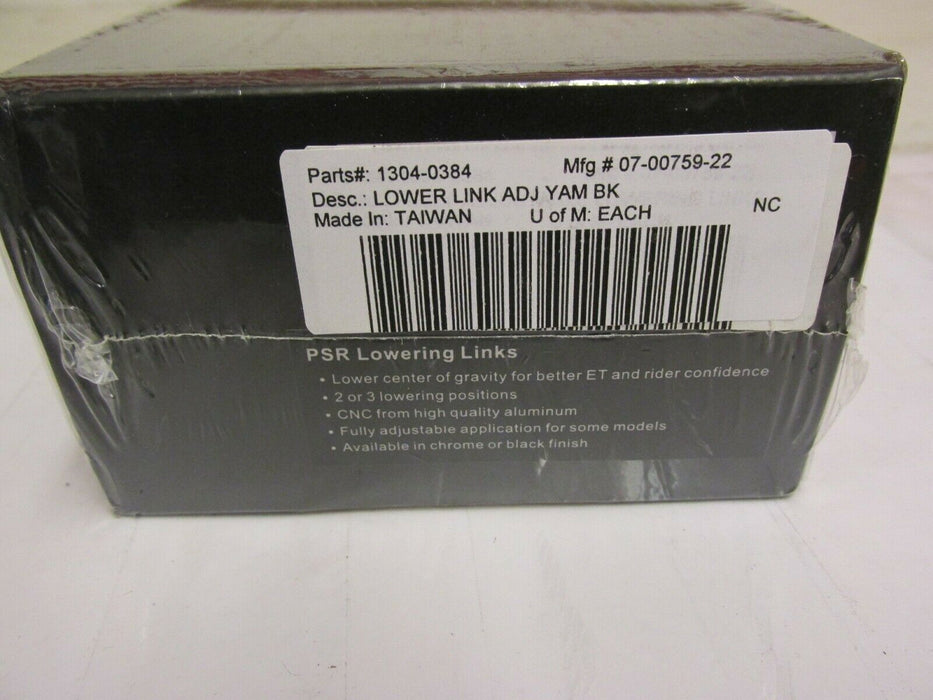 Parts#: 1304-0384 Mfg # 07-00759-22
Desc.: LOWER LINK ADJ YAM BK
Made In: TAIWAN U of M: EACH NC
PSR Lowering Links
• Lower center of gravity for better ET and rider confidence
• 2 or 3 lowering positions
• CNC from high quality aluminum
• Fully adjustable application for some models
• Available in chrome or black finish